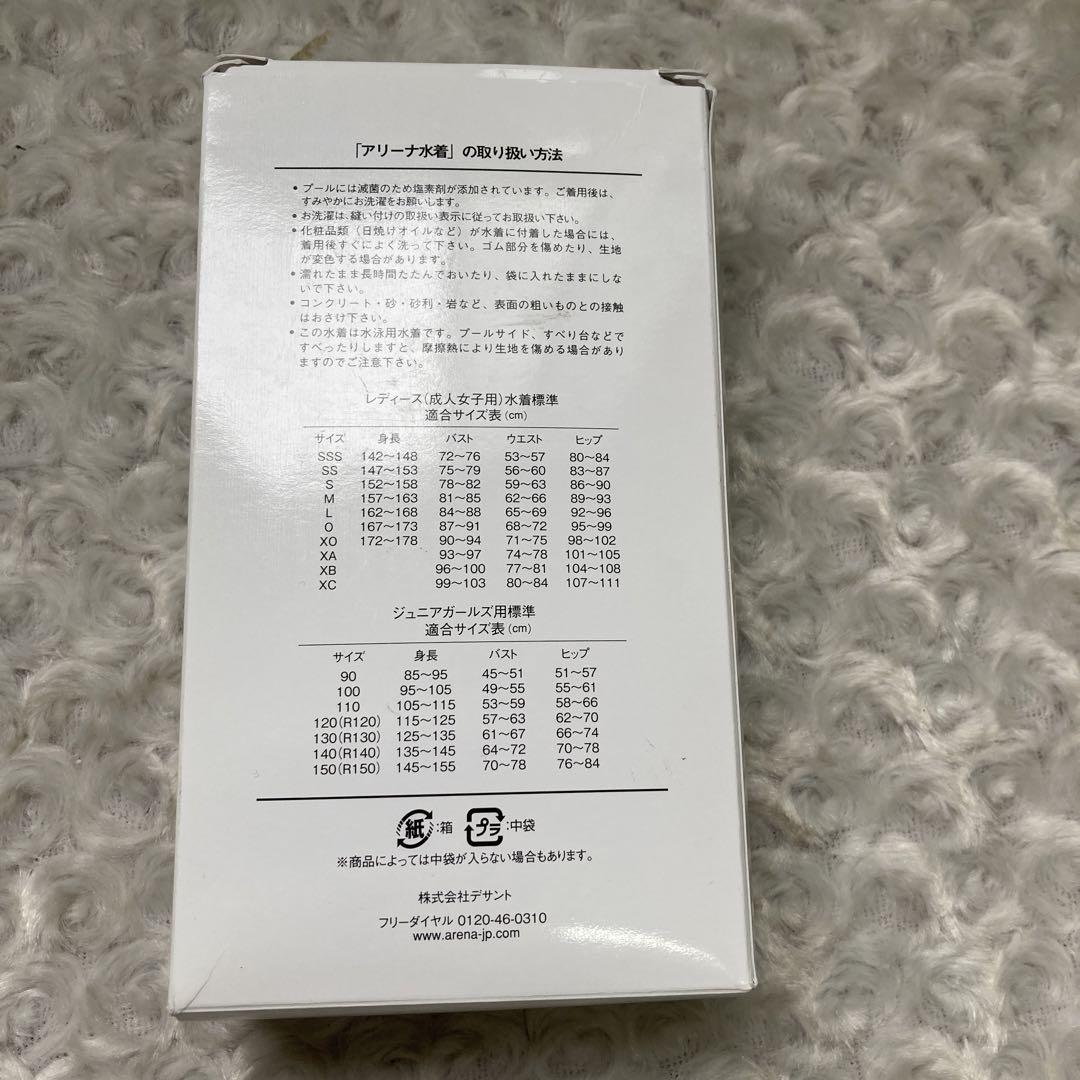 「アリーナ水着」の取り扱い方法
• プールには滅菌のため塩素剤が添加されています。ご着用後は、
すみやかにお洗濯をお願いします。
• お洗濯は、縫い付けの取扱い表示に従ってお取扱い下さい。
• 化粧品類（日焼けオイルなど）が水着に付着した場合には、
着用後すぐによく洗って下さい。ゴム部分を傷めたり、生地
が変色する場合があります。
• 濡れたまま長時間たたんでおいたり、袋に入れたままにしな
いで下さい。
• コンクリート・砂・砂利・岩など、表面の粗いものとの接触
はおさけ下さい。
• この水着は水泳用水着です。プールサイド、すべり台などで
すべったりしますと、摩擦熱により生地を傷める場合があり
ますのでご注意下さい。
レディース（成人女子用）水着標準
適合サイズ表（cm）
サイズ 身長 バスト ウエスト ヒップ
SSS 142〜148 72〜76 53〜57 80〜84
SS 147〜153 75〜79 56〜60 83〜87
S 152〜158 78〜82 59〜63 86〜90
M 157〜163 81〜85 62〜66 89〜93
L 162〜168 84〜88 65〜69 92〜96
O 167〜173 87〜91 68〜72 95〜99
XO 172〜178 90〜94 71〜75 98〜102
XA 93〜97 74〜78 101〜105
XB 96〜100 77〜81 104〜108
XC 99〜103 80〜84 107〜111
ジュニアガールズ用標準
適合サイズ表（cm）
サイズ 身長 バスト ヒップ
90 85〜95 45〜51 51〜57
100 95〜105 49〜55 55〜61
110 105〜115 53〜59 58〜66
120（R120） 115〜125 57〜63 62〜70
130（R130） 125〜135 61〜67 66〜74
140（R140） 135〜145 64〜72 70〜78
150（R150） 145〜155 70〜78 76〜84
紙：箱 プラ：中袋
※商品によっては中袋が入らない場合もあります。
株式会社デサント
フリーダイヤル 0120-46-0310
www.arena-jp.com